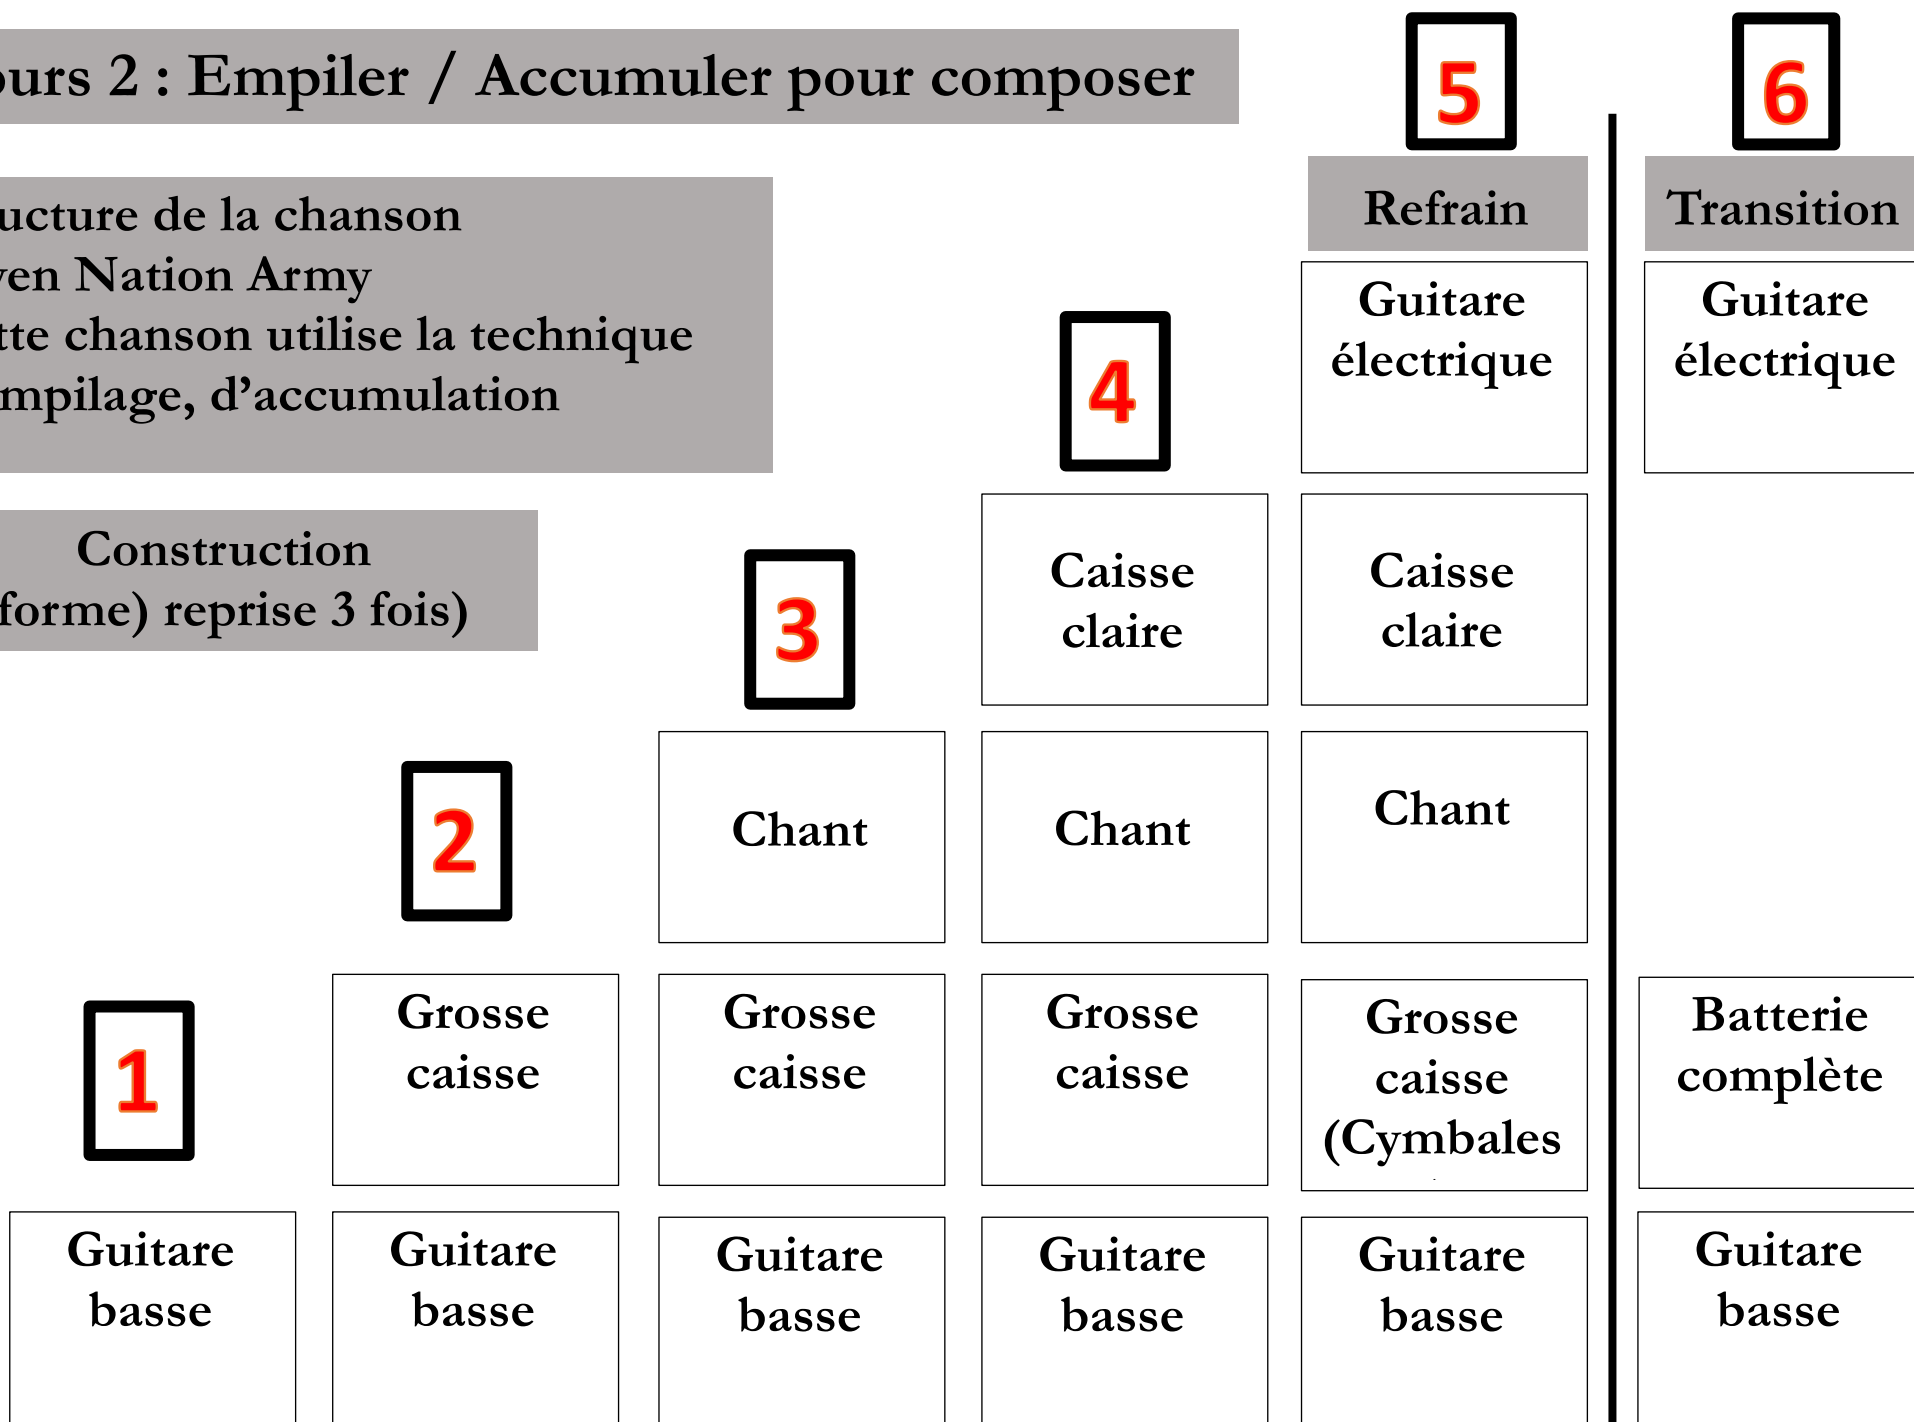 ours 2 : Empiler / Accumuler pour composer
ucture de la chanson
ven Nation Army
tte chanson utilise la technique
mpilage, d’accumulation
Construction
forme) reprise 3 fois)
1
Guitare
basse
2
Grosse
caisse
Guitare
basse
3
Chant
Grosse
caisse
Guitare
basse
4
Caisse
claire
Chant
Grosse
caisse
Guitare
basse
5
Refrain
Guitare
électrique
Caisse
claire
Chant
Grosse
caisse
(Cymbales
Guitare
basse
6
Transition
Guitare
électrique
Batterie
complète
Guitare
basse